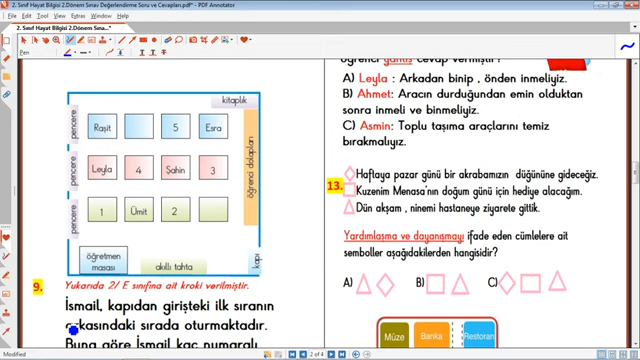 2. Sınıf Hayat Bilgisi 2.Dönem Sınav Değerlendirme Soru ve Cevapları.pdf* - PDF Annotator
File Edit Tool View Extras Window Help
2. Sınıf Hayat Bilgisi 2.Dönem Sına...*
Pen
kitaplık
pencere
Raşit
5
Esra
pencere
Leyla
4
Şahin
3
öğrenci dolapları
pencere
1
Ümit
2
öğretmen masası
akıllı tahta
kapı
9.
Yukarıda 2/ E sınıfına ait kroki verilmiştir.
İsmail, kapıdan girişteki ilk sıranın
arkasındaki sırada oturmaktadır.
Buna göre İsmail kaç numaralı
öğrenci yanlış cevap vermiştir?
A) Leyla : Arkadan binip , önden inmeliyiz.
B) Ahmet: Aracın durduğundan emin olduktan
sonra inmeli ve binmeliyiz.
C) Asmin: Toplu taşıma araçlarını temiz
bırakmalıyız.
13.
Haftaya pazar günü bir akrabamızın düğününe gideceğiz.
Kuzenim Menasa'nın doğum günü için hediye alacağım.
Dün akşam , ninemi hastaneye ziyarete gittik.
Yardımlaşma ve dayanışmayı ifade eden cümlelere ait
semboller aşağıdakilerden hangisidir?
A)
B)
C)
Müze
Banka
Restoran
Modified
2 of 4